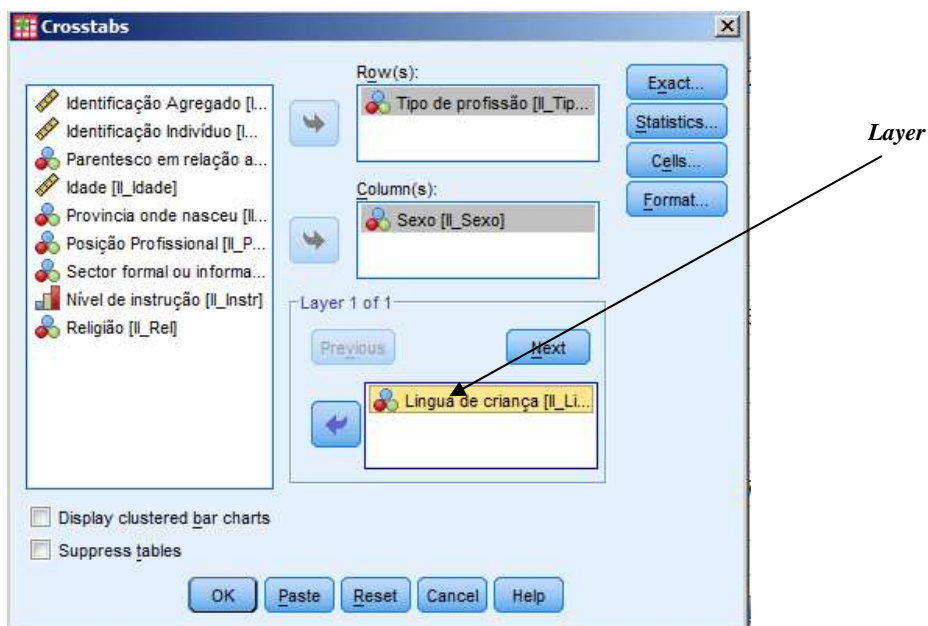 Crosstabs
Identificação Agregado [I...
Identificação Indivíduo [I...
Parentesco em relação a...
Idade [II_Idade]
Provincia onde nasceu [II...
Posição Profissional [II_P...
Sector formal ou informa...
Nível de instrução [II_Instr]
Religião [II_Rel]
Row(s):
Tipo de profissão [II_Tip...
Column(s):
Sexo [II_Sexo]
Layer 1 of 1
Previous
Next
Lingua de criança [II_Li...
Exact...
Statistics...
Cells...
Format...
Layer
Display clustered bar charts
Suppress tables
OK
Paste
Reset
Cancel
Help